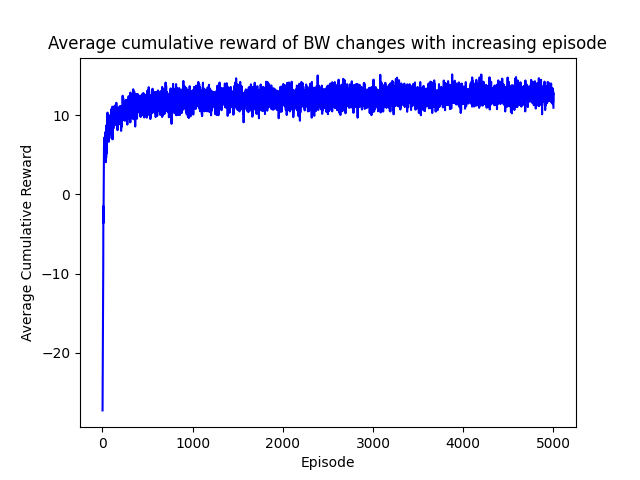 Average cumulative reward of BW changes with increasing episode
10
0
−10
−20
Average Cumulative Reward
0 1000 2000 3000 4000 5000
Episode